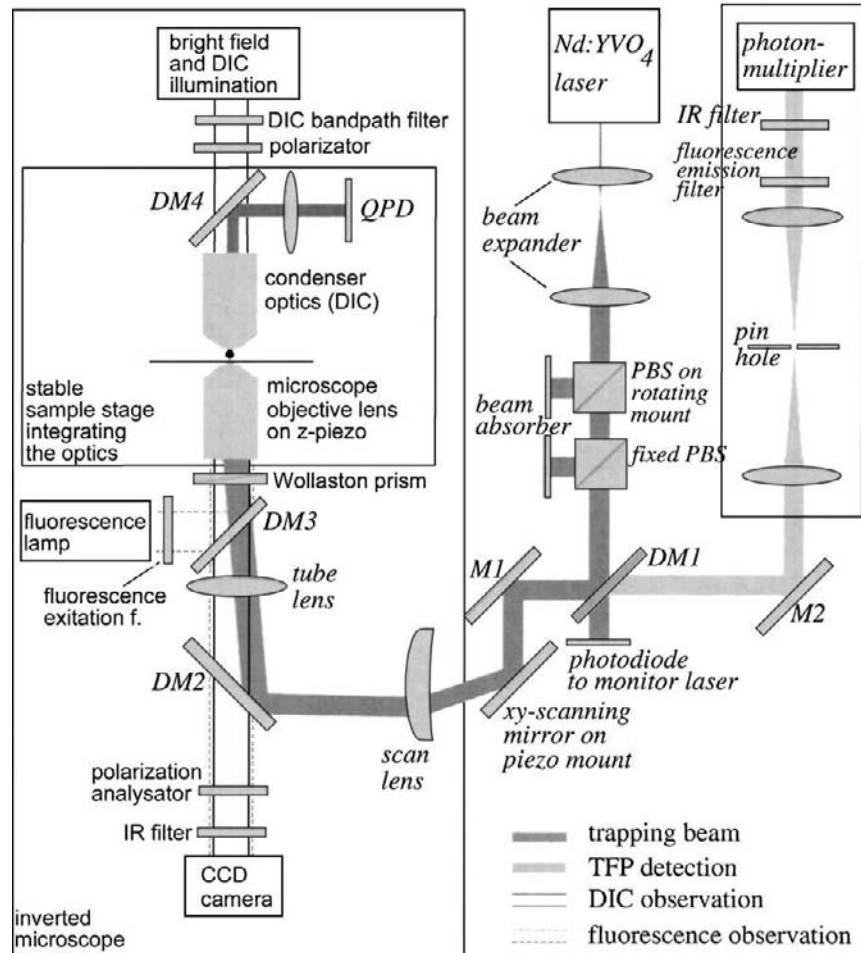 bright field
and DIC
illumination
DIC bandpath filter
polarizator
DM4
QPD
condenser
optics (DIC)
stable
sample stage
integrating
the optics
microscope
objective lens
on z-piezo
Wollaston prism
fluorescence
lamp
DM3
fluorescence
exitation f.
tube
lens
DM2
scan
lens
polarization
analysator
IR filter
CCD
camera
inverted
microscope
Nd:YVO4
laser
beam
expander
PBS on
rotating
mount
beam
absorber
fixed PBS
M1
DM1
photodiode
to monitor laser
xy-scanning
mirror on
piezo mount
photon-
multiplier
IR filter
fluorescence
emission
filter
pin
hole
M2
trapping beam
TFP detection
DIC observation
fluorescence observation